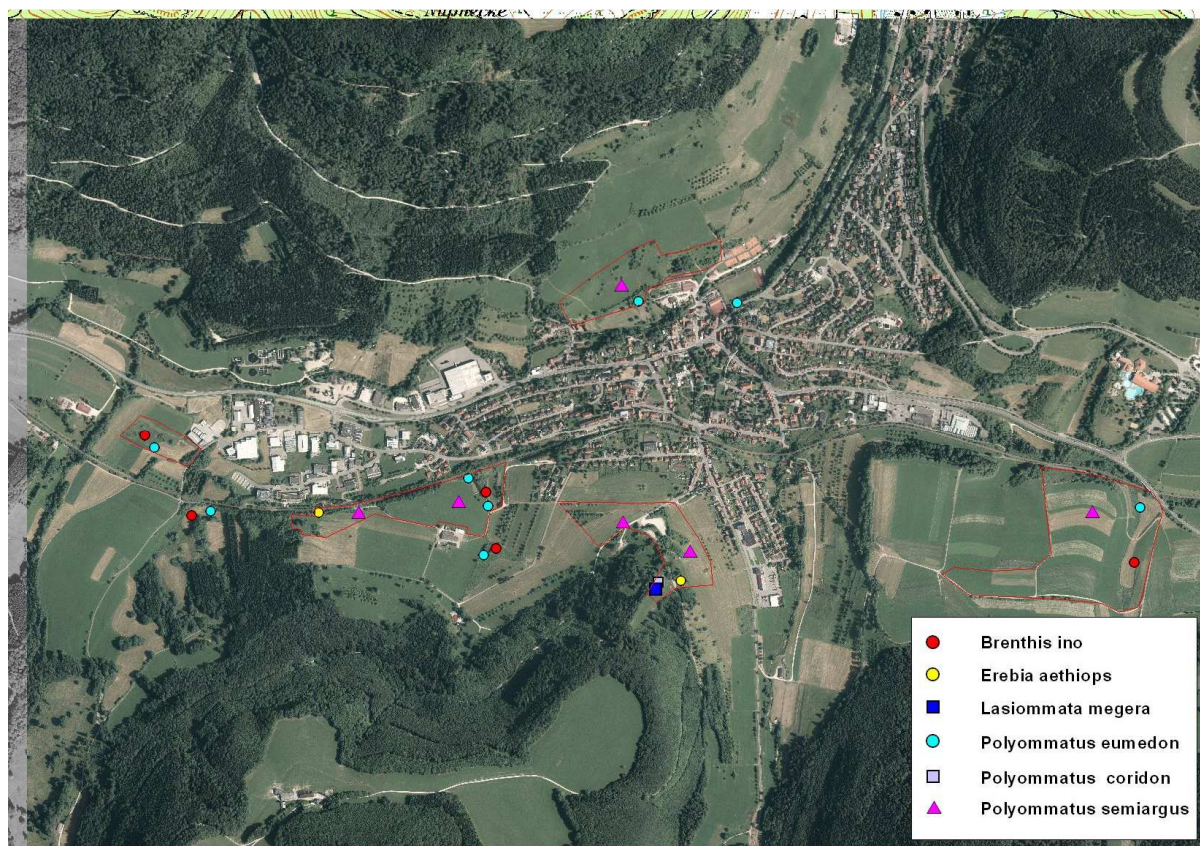 Brenthis ino
Erebia aethiops
Lasiommata megera
Polyommatus eumedon
Polyommatus coridon
Polyommatus semiargus